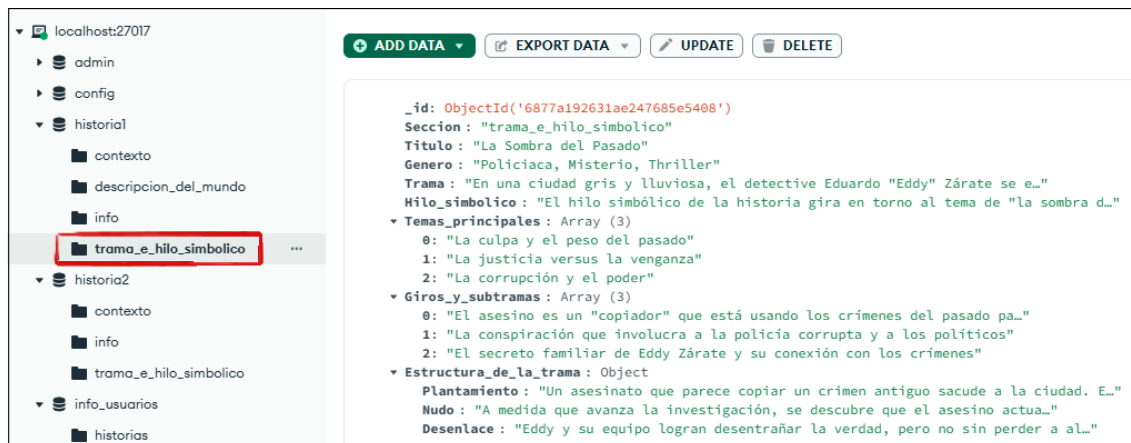 localhost:27017
admin
config
historia1
contexto
descripcion_del_mundo
info
trama_e_hilo_simbolico ...
historia2
contexto
info
trama_e_hilo_simbolico
info_usuarios
historias
ADD DATA EXPORT DATA UPDATE DELETE
_id: ObjectId('6877a192631ae247685e5408')
Seccion : "trama_e_hilo_simbolico"
Titulo : "La Sombra del Pasado"
Genero : "Policiaca, Misterio, Thriller"
Trama : "En una ciudad gris y lluviosa, el detective Eduardo "Eddy" Zárate se e…"
Hilo_simbolico : "El hilo simbólico de la historia gira en torno al tema de "la sombra d…"
Temas_principales : Array (3)
0: "La culpa y el peso del pasado"
1: "La justicia versus la venganza"
2: "La corrupción y el poder"
Giros_y_subtramas : Array (3)
0: "El asesino es un "copiador" que está usando los crímenes del pasado pa…"
1: "La conspiración que involucra a la policía corrupta y a los políticos"
2: "El secreto familiar de Eddy Zárate y su conexión con los crímenes"
Estructura_de_la_trama : Object
Plantamiento : "Un asesinato que parece copiar un crimen antiguo sacude a la ciudad. E…"
Nudo : "A medida que avanza la investigación, se descubre que el asesino actua…"
Desenlace : "Eddy y su equipo logran desentrañar la verdad, pero no sin perder a al…"